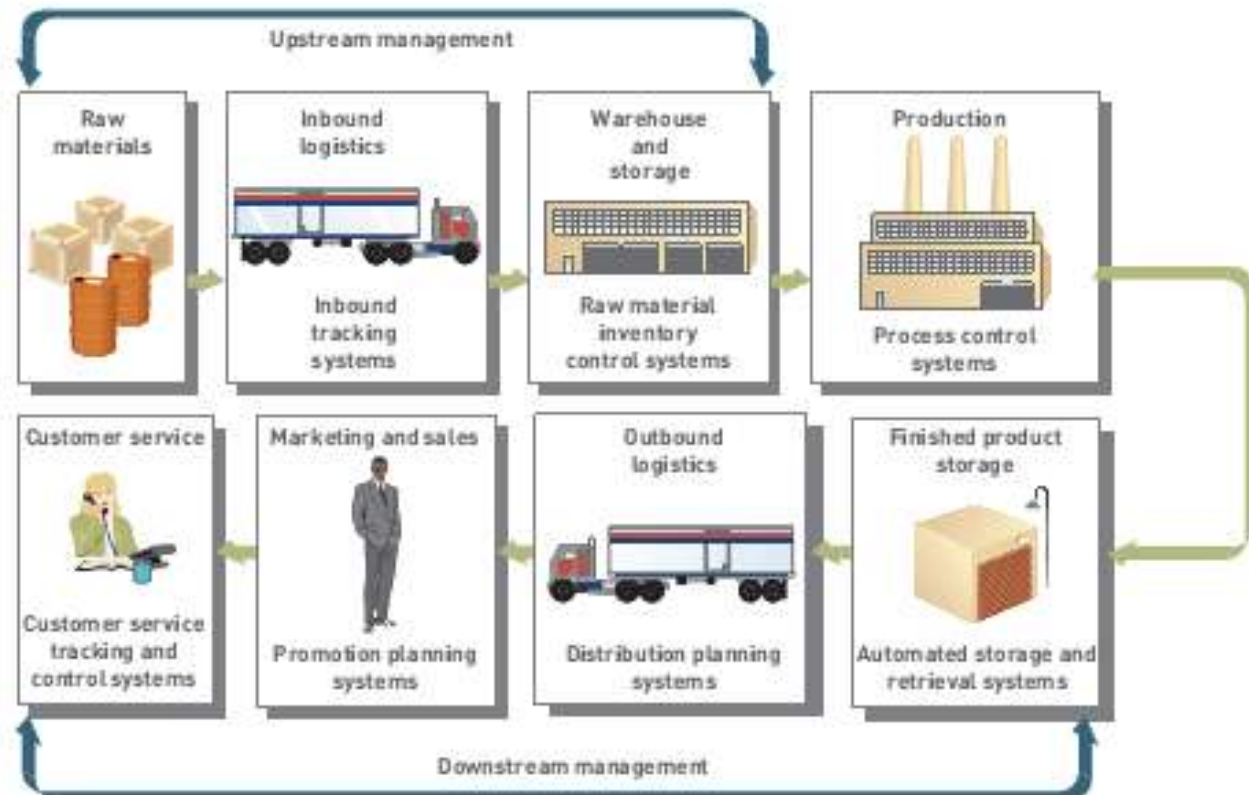 Upstream management
Raw
materials
Inbound
logistics
Inbound
tracking
systems
Warehouse
and
storage
Raw material
inventory
control systems
Production
Process control
systems
Finished product
storage
Automated storage and
retrieval systems
Outbound
logistics
Distribution planning
systems
Marketing and sales
Promotion planning
systems
Customer service
Customer service
tracking and
control systems
Downstream management